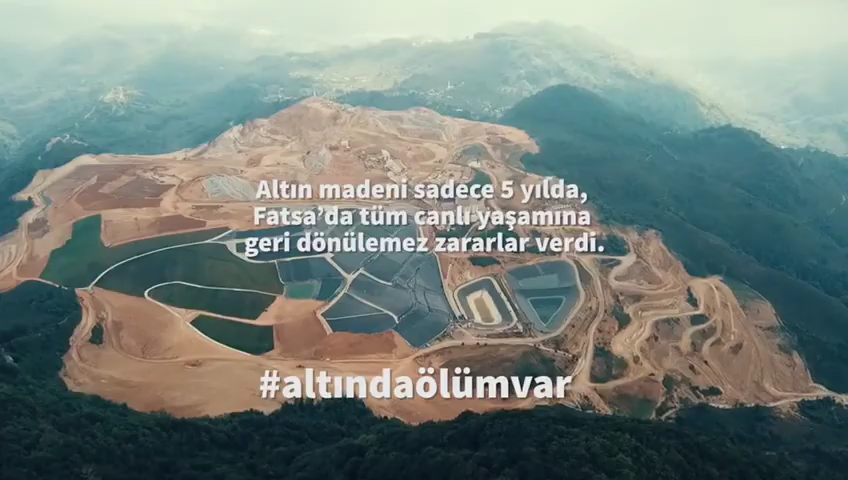 Altın madeni sadece 5 yılda,
Fatsa'da tüm canlı yaşamına
geri dönülemez zararlar verdi.
#altındaölümvar